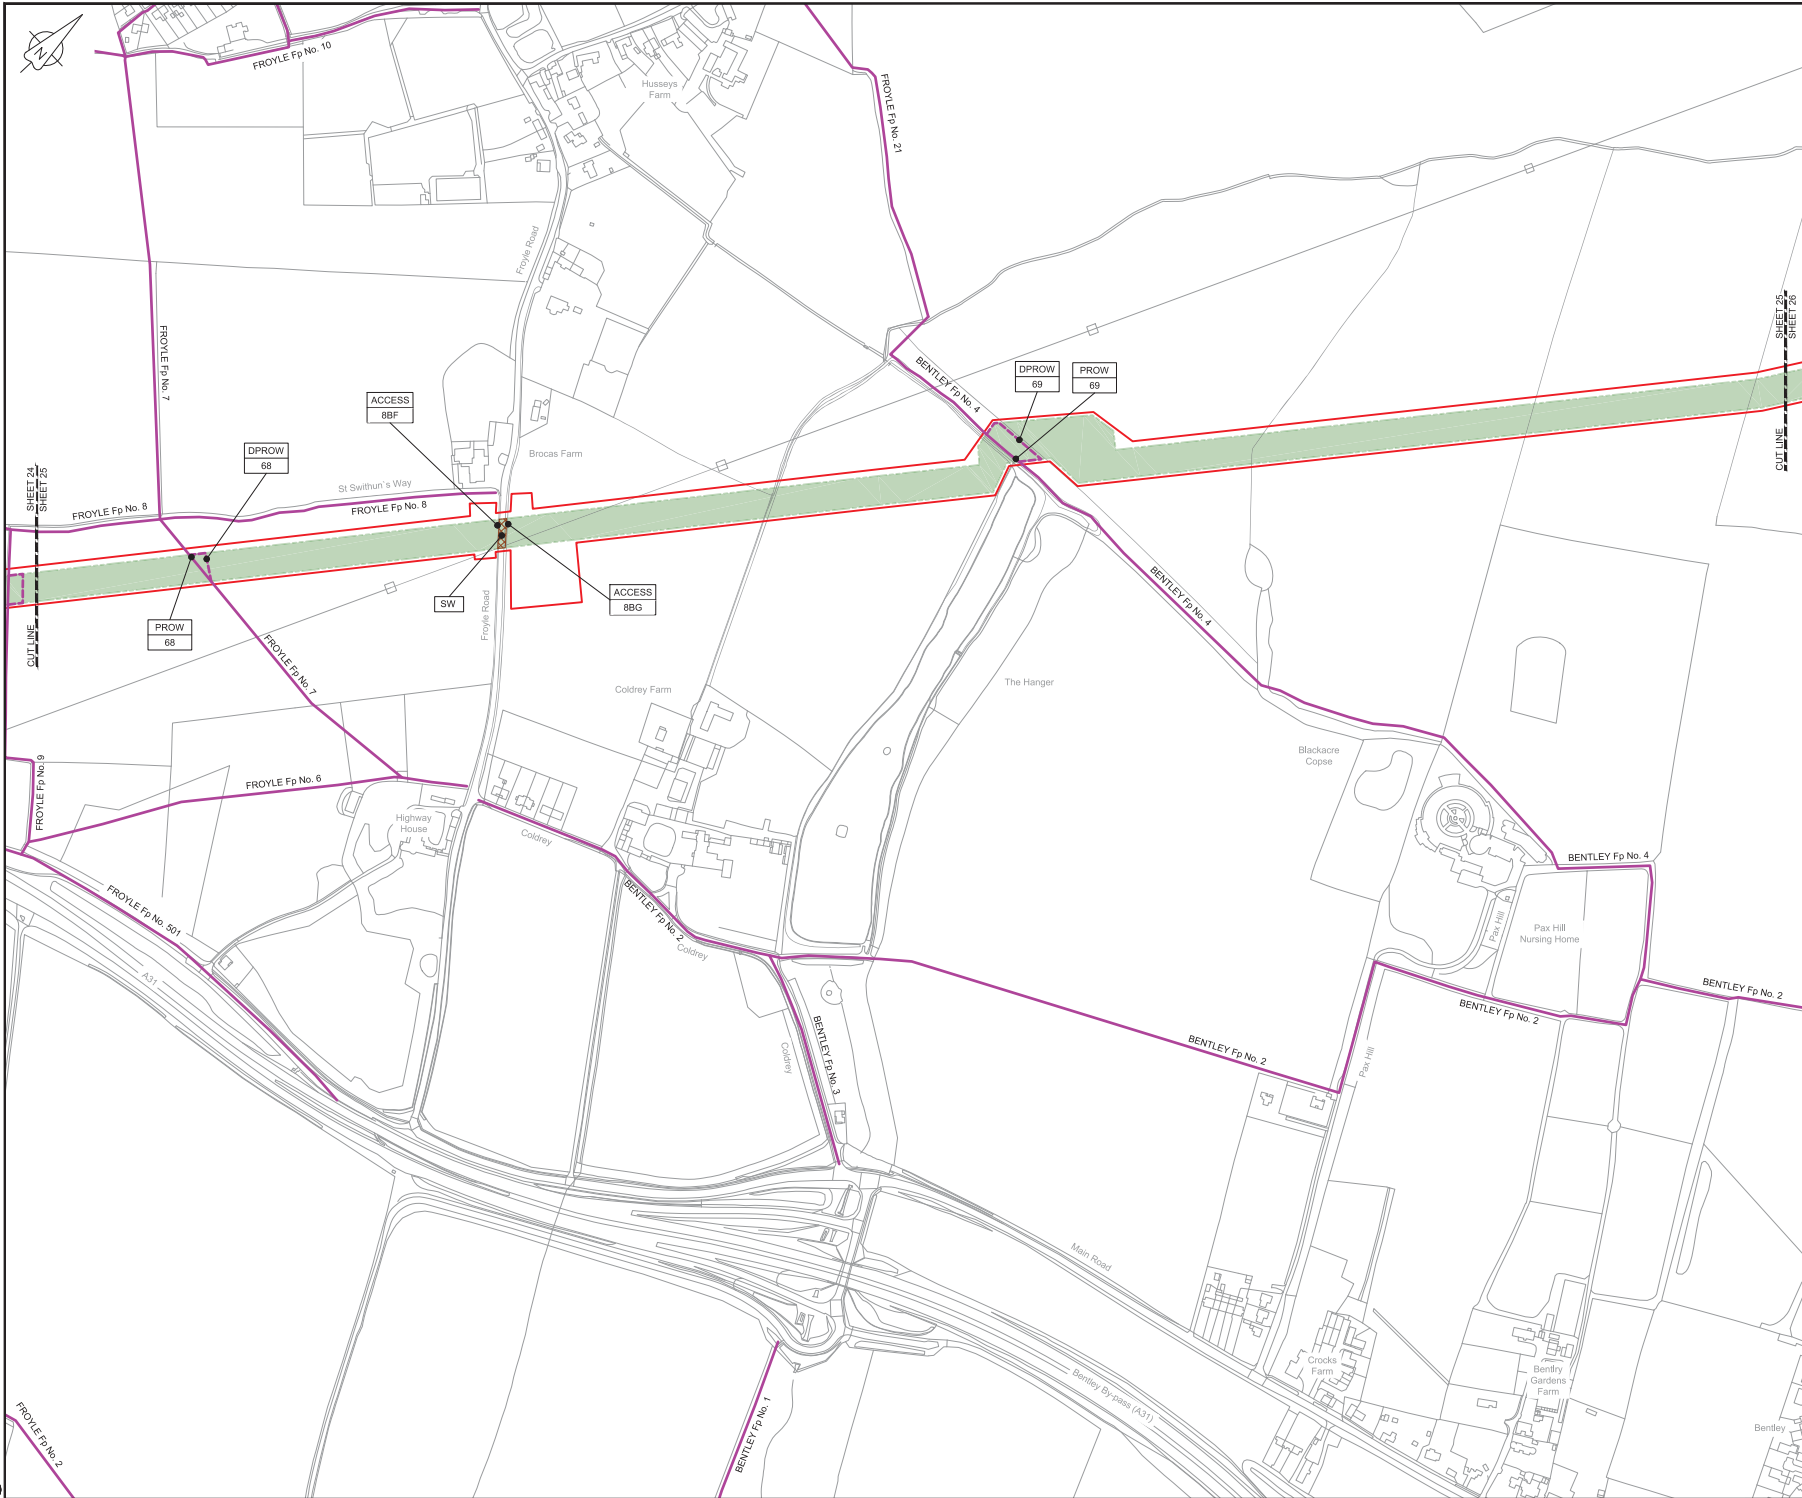 N
FROYLE Fp No. 10
Husseys
Farm
FROYLE Fp No. 21
Froyle Road
FROYLE Fp No. 7
SHEET 25
SHEET 26
CUT LINE
BENTLEY Fp No. 4
DPROW
69
PROW
69
ACCESS
8BF
DPROW
68
Brocas Farm
St Swithun`s Way
SHEET 24
SHEET 25
CUT LINE
FROYLE Fp No. 8
FROYLE Fp No. 8
SW
ACCESS
8BG
PROW
68
Froyle Road
BENTLEY Fp No. 4
FROYLE Fp No. 7
Coldrey Farm
The Hanger
Blackacre
Copse
FROYLE Fp No. 9
FROYLE Fp No. 6
Highway
House
Coldrey
BENTLEY Fp No. 4
FROYLE Fp No. 501
BENTLEY Fp No. 2
Coldrey
Pax Hill
Pax Hill
Nursing Home
A31
BENTLEY Fp No. 2
BENTLEY Fp No. 2
BENTLEY Fp No. 3
Coldrey
BENTLEY Fp No. 2
Pax Hill
Main Road
Crocks
Farm
Bentlry
Gardens
Farm
Bentley By-pass (A31)
BENTLEY Fp No. 1
FROYLE Fp No. 2
Bentley